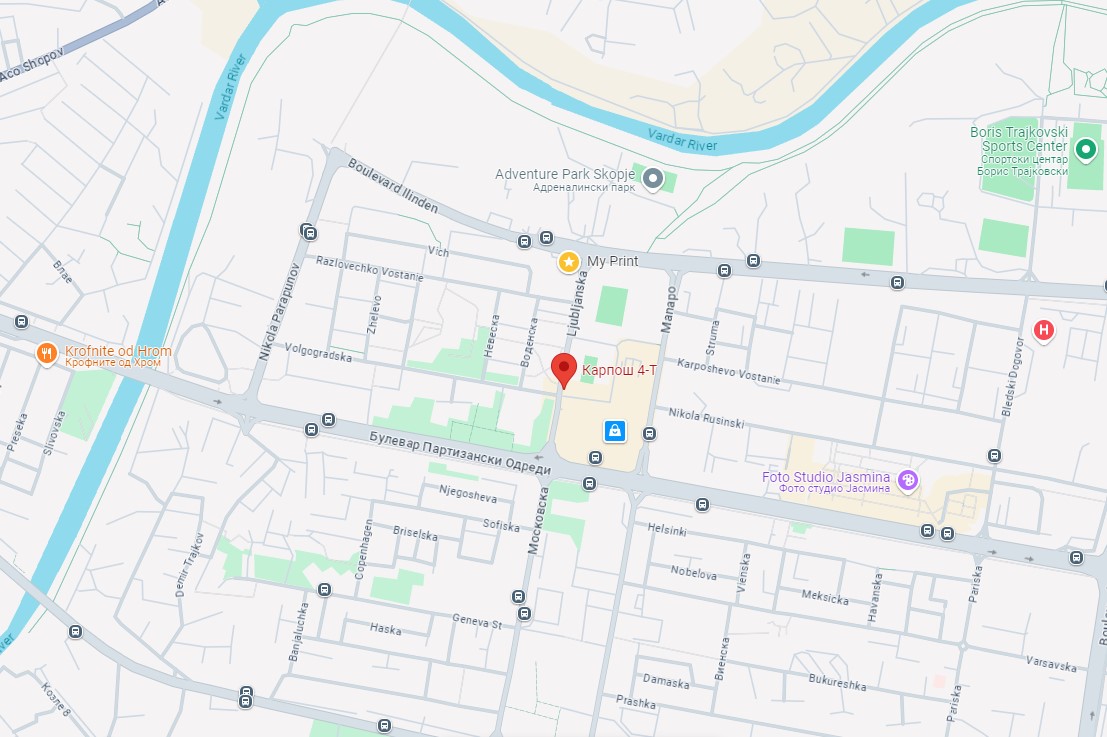 Aco Shopov
Vardar River
Vardar River
Boris Trajkovski
Sports Center
Спортски центар
Борис Трајковски
Adventure Park Skopje
Адреналински парк
Boulevard Ilinden
Vich
My Print
Влае
Razlovechko Vostanie
Nikola Parapunov
Zhelevo
Невеска
Воденска
Ljubljanska
Мапаро
Struma
H
Krofnite od Hrom
Крофните од Хром
Volgogradska
Карпош 4-Т
Karposhevo Vostanie
Bledski Dogovor
Preseka
Slivovska
Nikola Rusinski
Булевар Партизански Одреди
Foto Studio Jasmina
Фото студио Јасмина
Njegosheva
Московска
Sofiska
Briselska
Copenhagen
Helsinki
Demir Trajkov
Nobelova
Vienska
Meksicka
Havanska
Pariska
Banjaluchka
Haska
Geneva St
Виенска
Varsavska
Damaska
Bukureshka
Prashka
Pariska
Козле 8